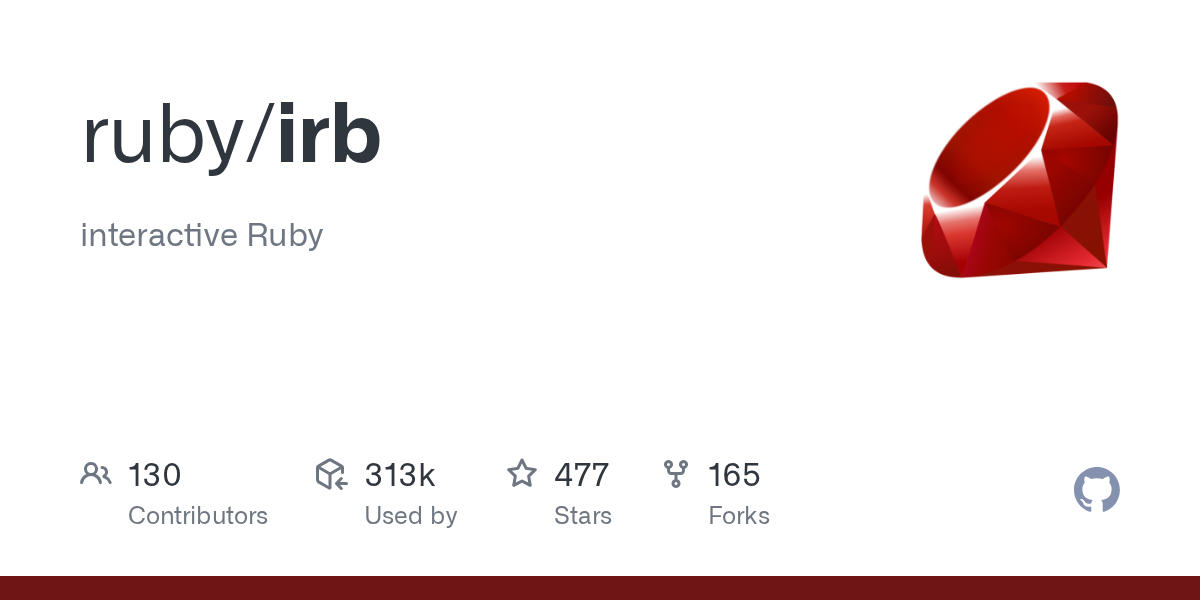 ruby/irb
interactive Ruby
130 313k 477 165
Contributors Used by Stars Forks